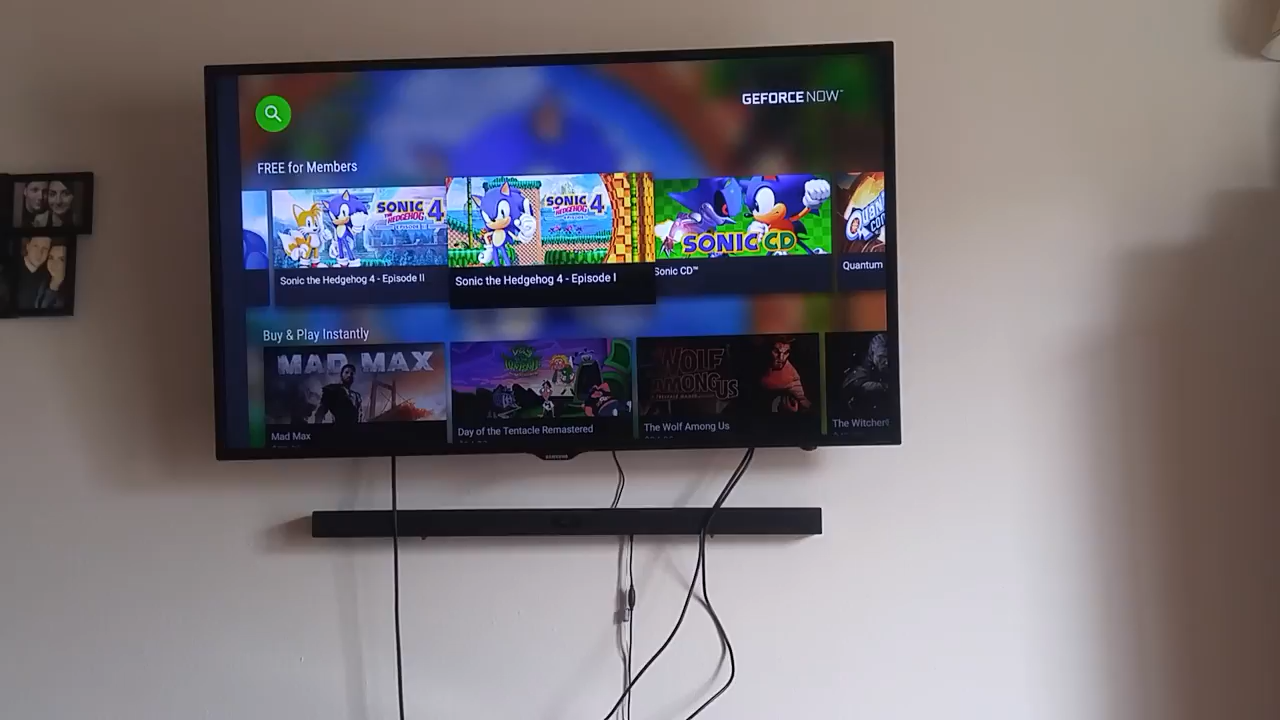 GEFORCE NOW™
FREE for Members
SONIC THE HEDGEHOG 4
EPISODE II
SONIC THE HEDGEHOG 4
SONIC CD
Sonic the Hedgehog 4 - Episode II
Sonic the Hedgehog 4 - Episode I
Sonic CD™
Quantum
Buy & Play Instantly
MAD MAX
WOLF
AMONG US
Mad Max
Day of the Tentacle Remastered
The Wolf Among Us
The Witcher
SAMSUNG